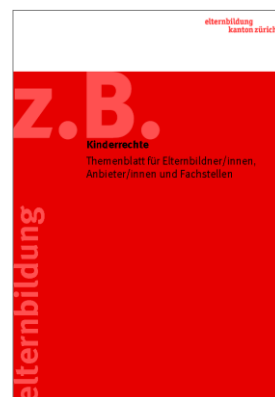 elternbildung
kanton zürich
z.B.
Kinderrechte
Themenblatt für Elternbildner/innen,
Anbieter/innen und Fachstellen
elternbildung